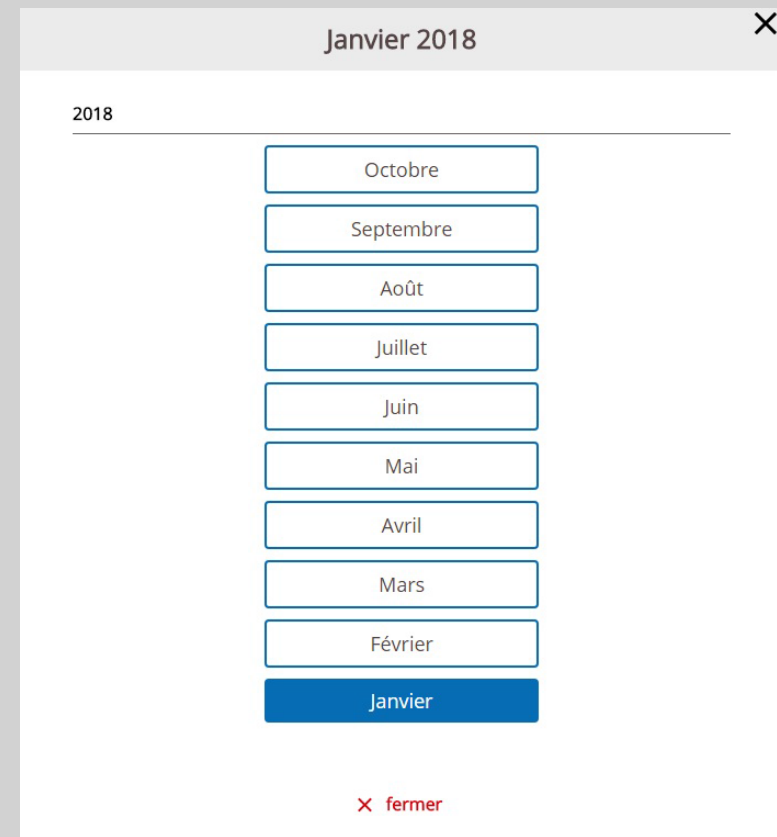 Janvier 2018
2018
Octobre
Septembre
Août
Juillet
Juin
Mai
Avril
Mars
Février
Janvier
fermer